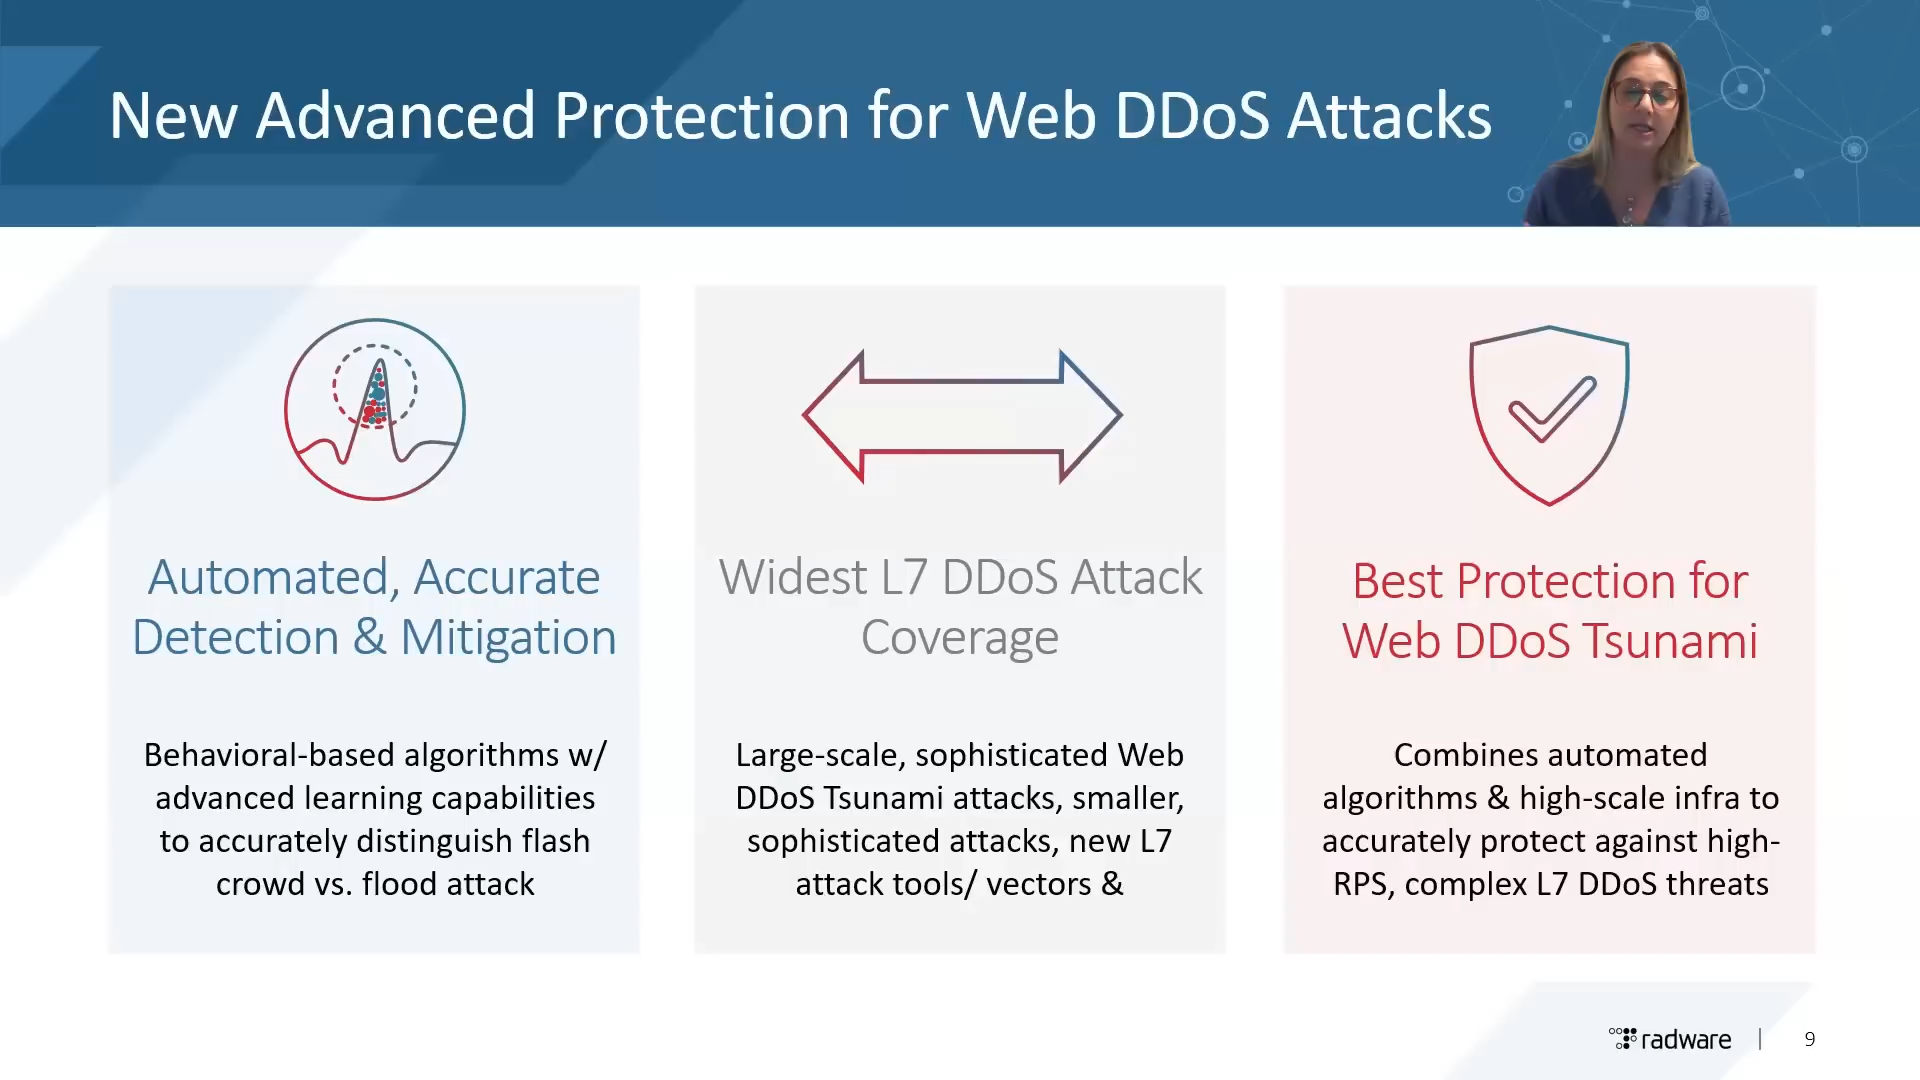 New Advanced Protection for Web DDoS Attacks
Automated, Accurate
Detection & Mitigation
Behavioral-based algorithms w/
advanced learning capabilities
to accurately distinguish flash
crowd vs. flood attack
Widest L7 DDoS Attack
Coverage
Large-scale, sophisticated Web
DDoS Tsunami attacks, smaller,
sophisticated attacks, new L7
attack tools/ vectors &
Best Protection for
Web DDoS Tsunami
Combines automated
algorithms & high-scale infra to
accurately protect against high-
RPS, complex L7 DDoS threats
radware | 9